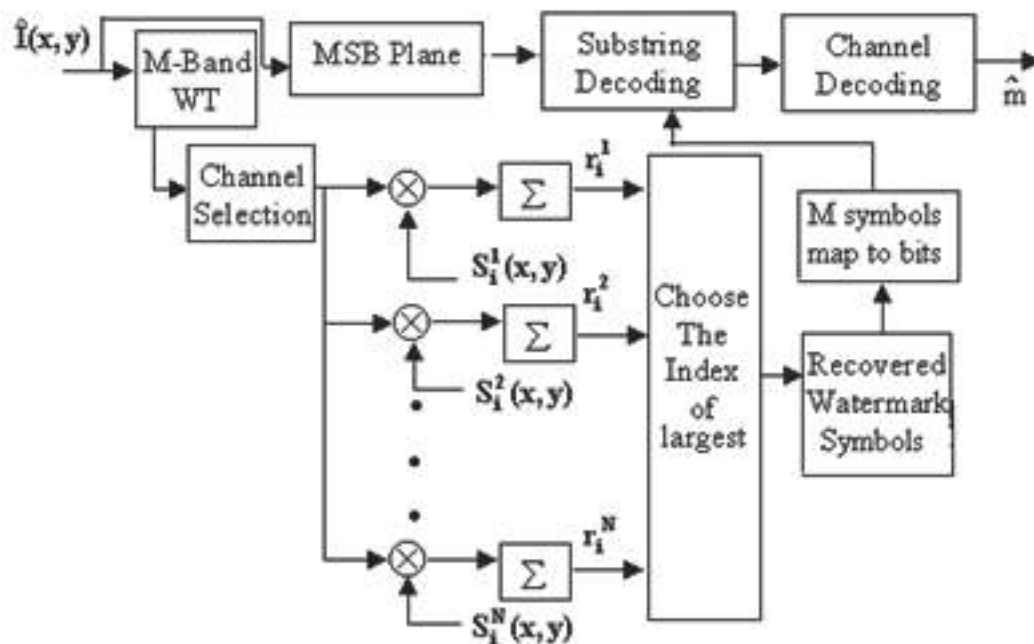 Î(x, y)
M-Band
WT
MSB Plane
Substring
Decoding
Channel
Decoding
m̂
Channel
Selection
⊗
Σ
r_i^1
S_i^1(x, y)
⊗
Σ
r_i^2
S_i^2(x, y)
⊗
Σ
r_i^N
S_i^N(x, y)
Choose
The
Index
of
largest
M symbols
map to bits
Recovered
Watermark
Symbols